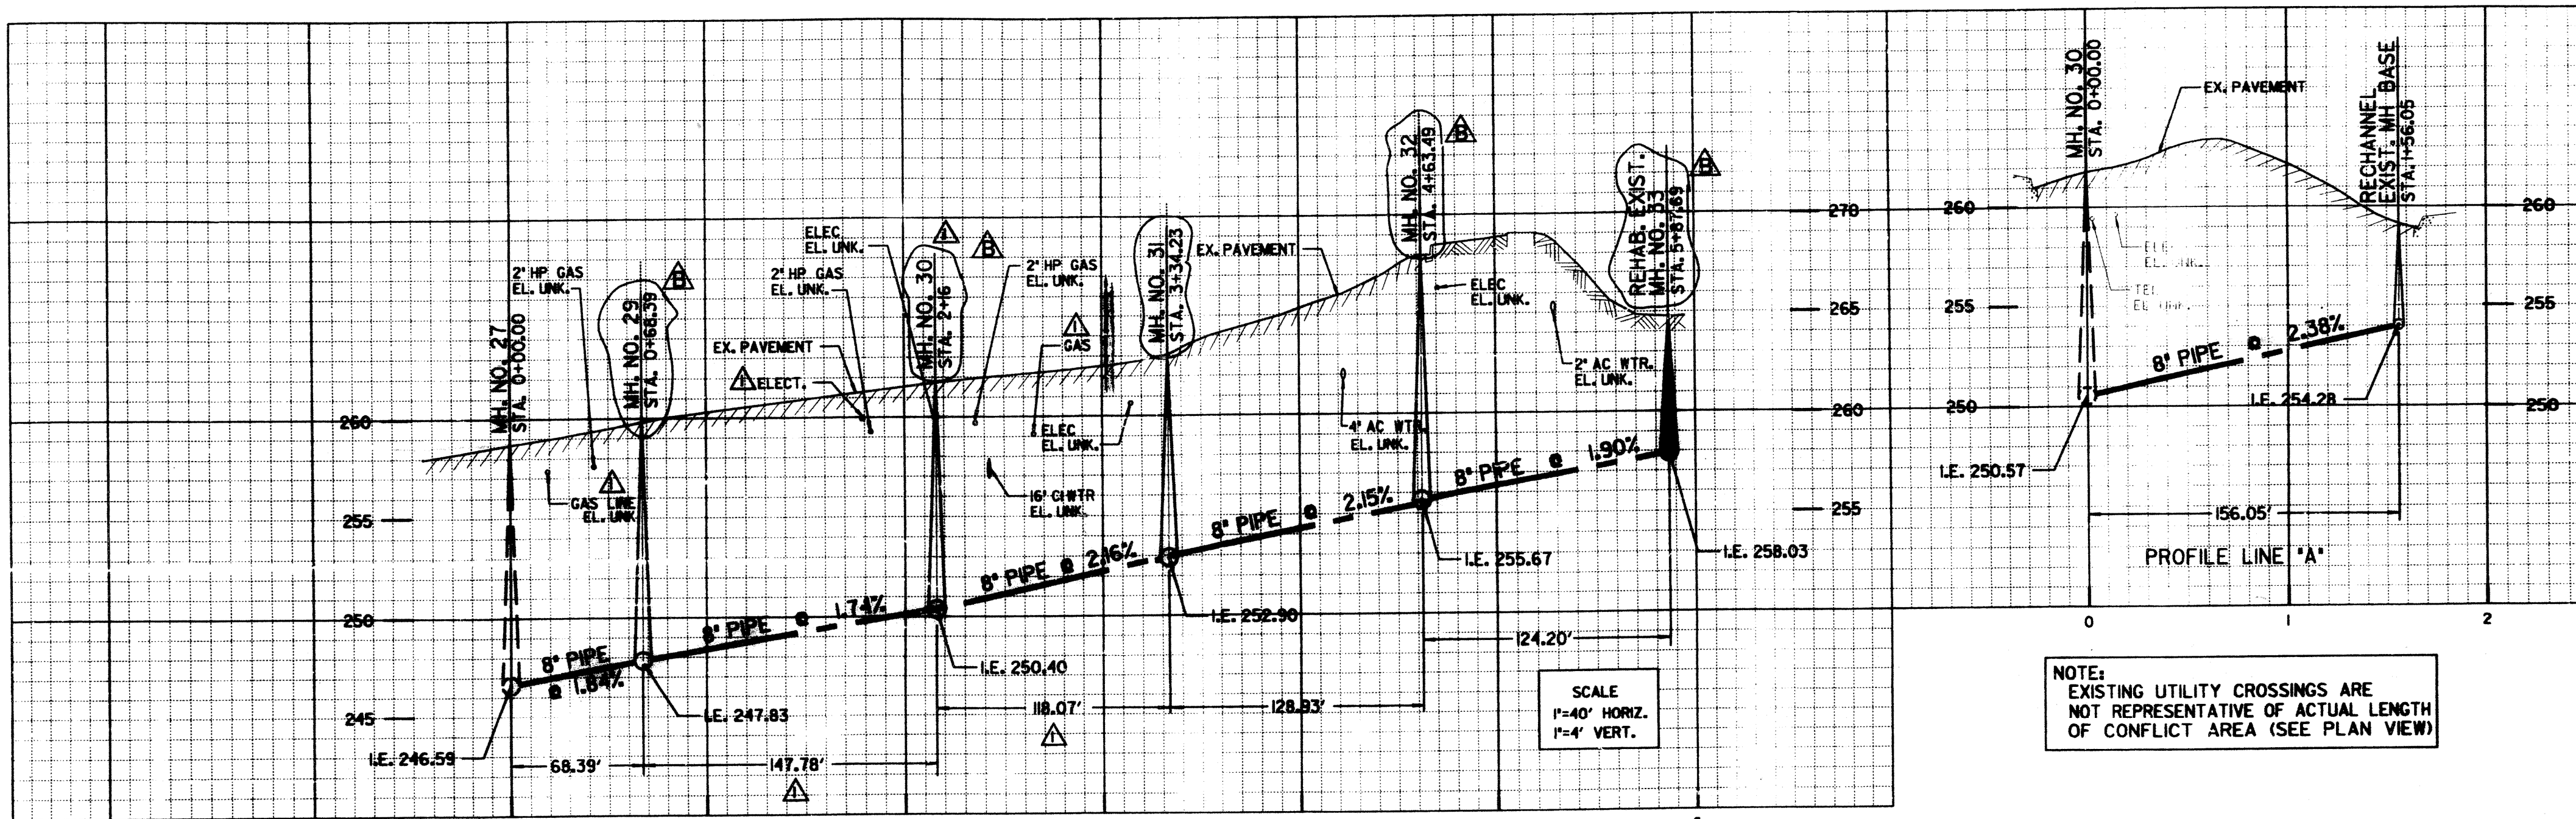 MH. NO. 27
STA. 0+00.00
2" HP GAS
EL. UNK.
MH. NO. 29
STA. 0+68.39
B
GAS LINE
EL. UNK
1
EX. PAVEMENT
1 ELECT.
2" HP GAS
EL. UNK.
ELEC
EL. UNK.
MH. NO. 30
STA. 2+16
1
B
2" HP GAS
EL. UNK.
1
GAS
ELEC
EL. UNK.
16" CI WTR
EL. UNK.
MH. NO. 31
STA. 3+34.23
EX. PAVEMENT
MH. NO. 32
STA. 4+63.49
B
ELEC
EL. UNK.
4" AC WTR.
EL. UNK.
2" AC WTR.
EL. UNK.
REHAB. EXIST.
MH. NO. 33
STA. 5+87.69
B
260
255
250
245
270
265
260
255
8" PIPE
@ 1.84%
8" PIPE @ 1.74%
8" PIPE @ 2.16%
8" PIPE @ 2.15%
8" PIPE @ 1.90%
I.E. 246.59
I.E. 247.83
I.E. 250.40
I.E. 252.90
I.E. 255.67
I.E. 258.03
68.39'
147.78'
1
118.07'
1
128.93'
124.20'
SCALE
1"=40' HORIZ.
1"=4' VERT.
260
255
250
MH. NO. 30
STA. 0+00.00
EX. PAVEMENT
RECHANNEL
EXIST. MH BASE
STA. 1+56.05
EL. UNK.
EL. UNK.
260
255
250
8" PIPE @ 2.38%
I.E. 254.28
I.E. 250.57
156.05'
PROFILE LINE "A"
0
1
2
NOTE:
EXISTING UTILITY CROSSINGS ARE
NOT REPRESENTATIVE OF ACTUAL LENGTH
OF CONFLICT AREA (SEE PLAN VIEW)